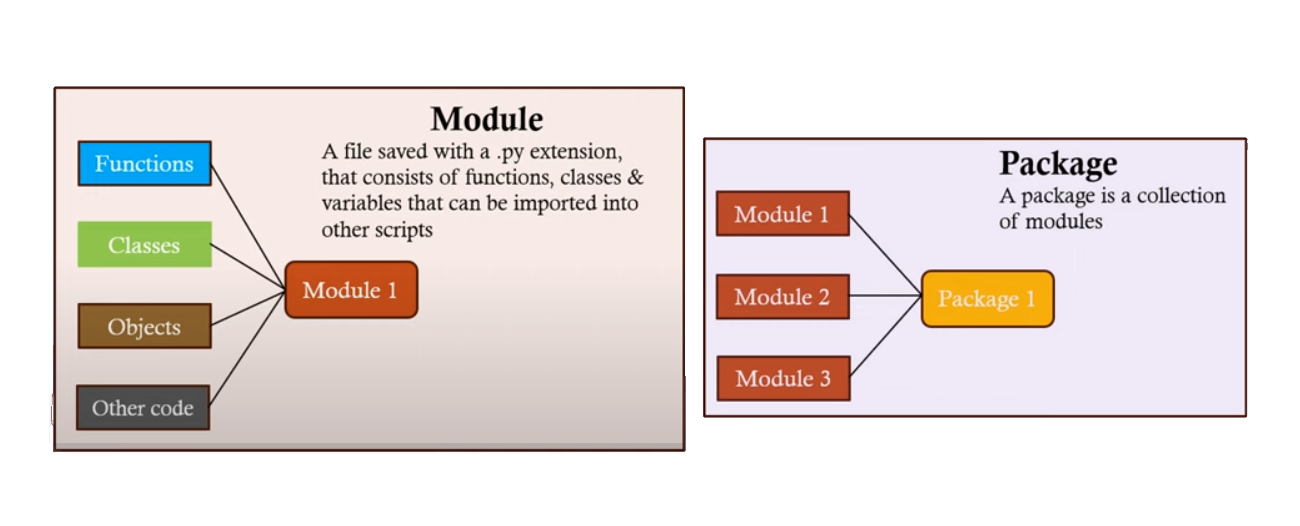 Module
A file saved with a .py extension,
that consists of functions, classes &
variables that can be imported into
other scripts
Functions
Classes
Objects
Other code
Module 1
Package
A package is a collection
of modules
Module 1
Module 2
Module 3
Package 1